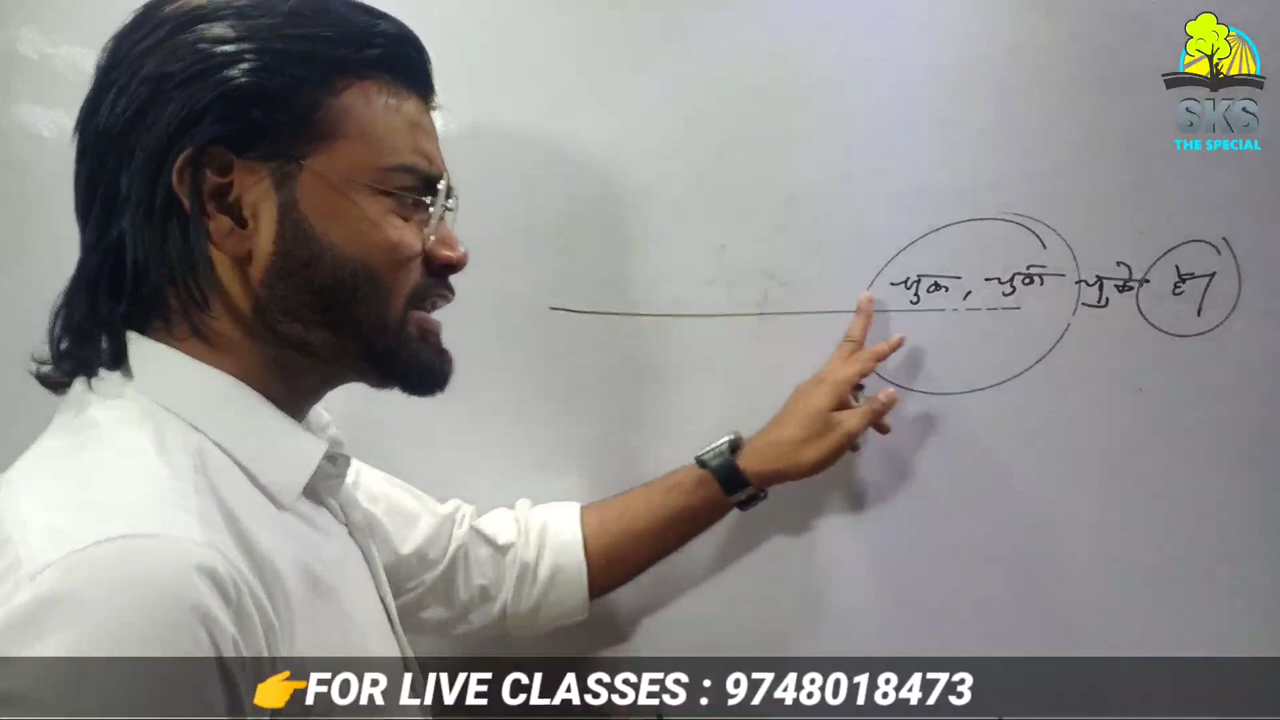 SKS
THE SPECIAL
चुका, चुकी चुके हैं।
👉FOR LIVE CLASSES : 9748018473